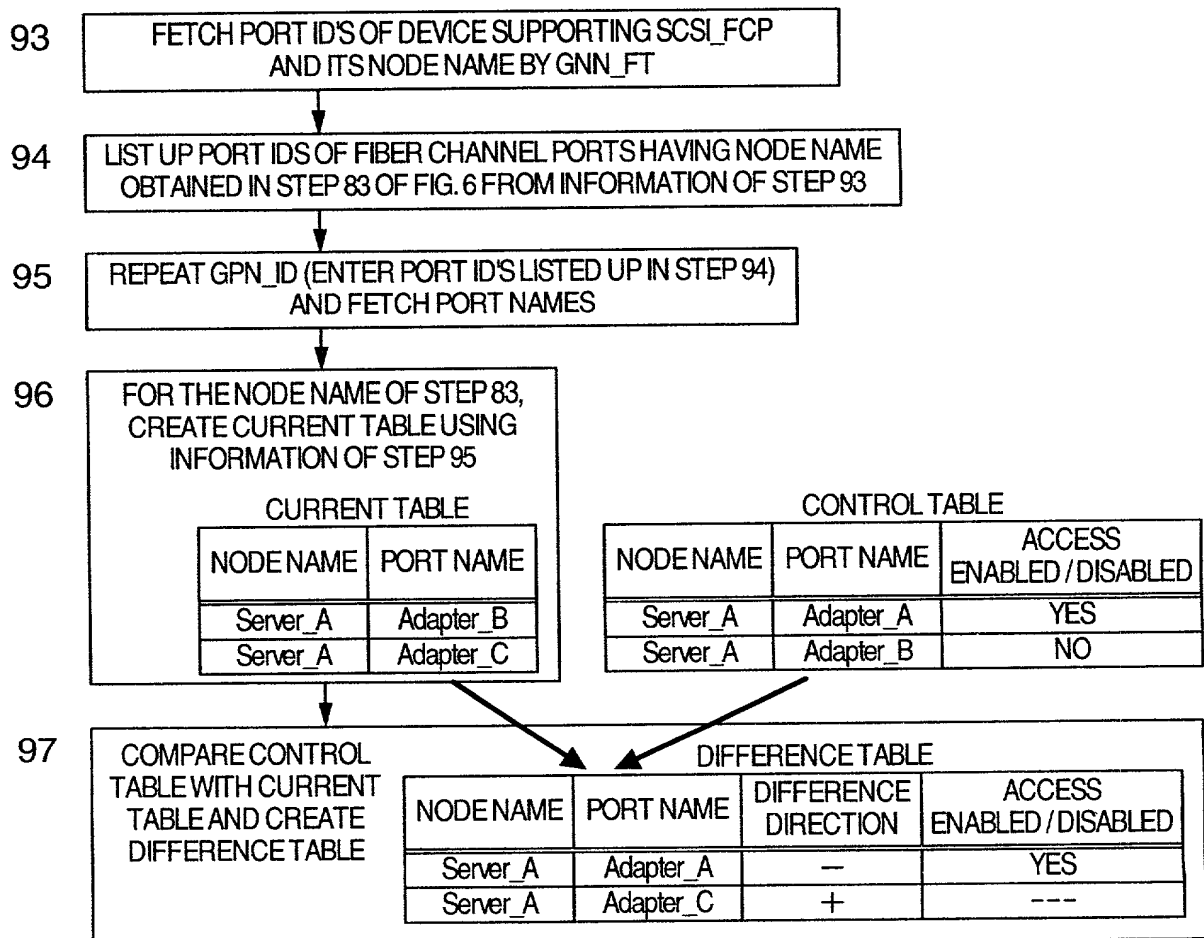 93
FETCH PORT ID'S OF DEVICE SUPPORTING SCSI_FCP
AND ITS NODE NAME BY GNN_FT
94
LIST UP PORT IDS OF FIBER CHANNEL PORTS HAVING NODE NAME
OBTAINED IN STEP 83 OF FIG. 6 FROM INFORMATION OF STEP 93
95
REPEAT GPN_ID (ENTER PORT ID'S LISTED UP IN STEP 94)
AND FETCH PORT NAMES
96
FOR THE NODE NAME OF STEP 83,
CREATE CURRENT TABLE USING
INFORMATION OF STEP 95
CURRENT TABLE
NODE NAME PORT NAME
Server_A Adapter_B
Server_A Adapter_C
CONTROL TABLE
NODE NAME PORT NAME ACCESS
ENABLED / DISABLED
Server_A Adapter_A YES
Server_A Adapter_B NO
97
COMPARE CONTROL
TABLE WITH CURRENT
TABLE AND CREATE
DIFFERENCE TABLE
DIFFERENCE TABLE
NODE NAME PORT NAME DIFFERENCE
DIRECTION ACCESS
ENABLED / DISABLED
Server_A Adapter_A — YES
Server_A Adapter_C + ---